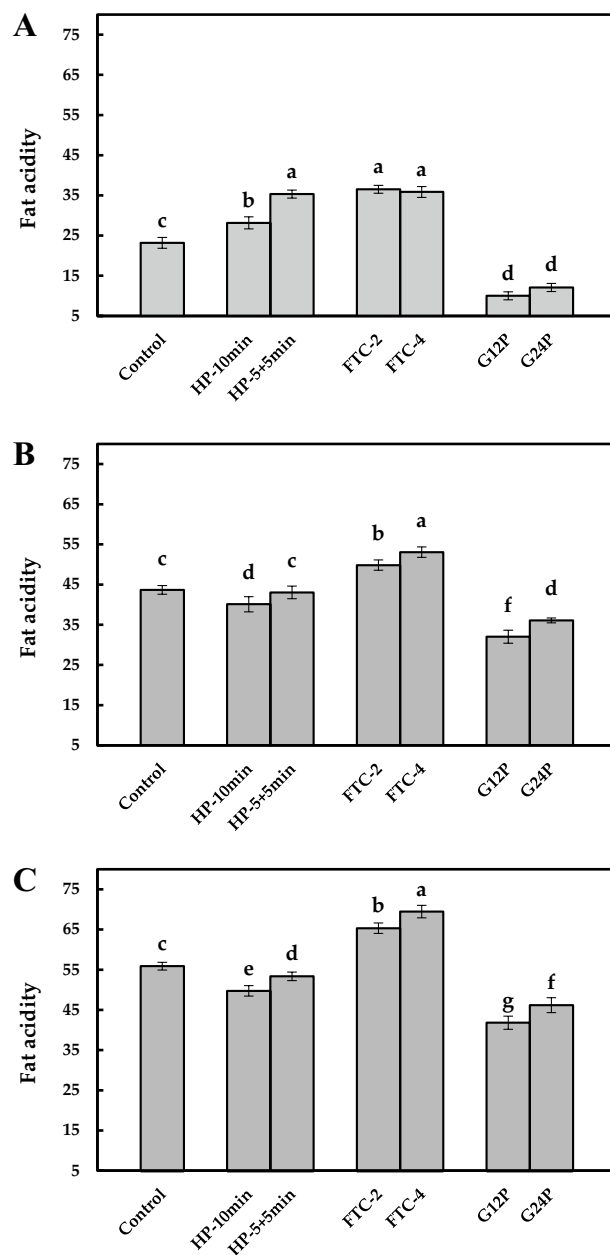 A
75
65
55
45
35
25
15
5
Fat acidity
c
b
a
a
a
d
d
Control
HP-10min
HP-5+5min
FTC-2
FTC-4
G12P
G24P
B
75
65
55
45
35
25
15
5
Fat acidity
c
d
c
b
a
f
d
Control
HP-10min
HP-5+5min
FTC-2
FTC-4
G12P
G24P
C
75
65
55
45
35
25
15
5
Fat acidity
c
e
d
b
a
g
f
Control
HP-10min
HP-5+5min
FTC-2
FTC-4
G12P
G24P